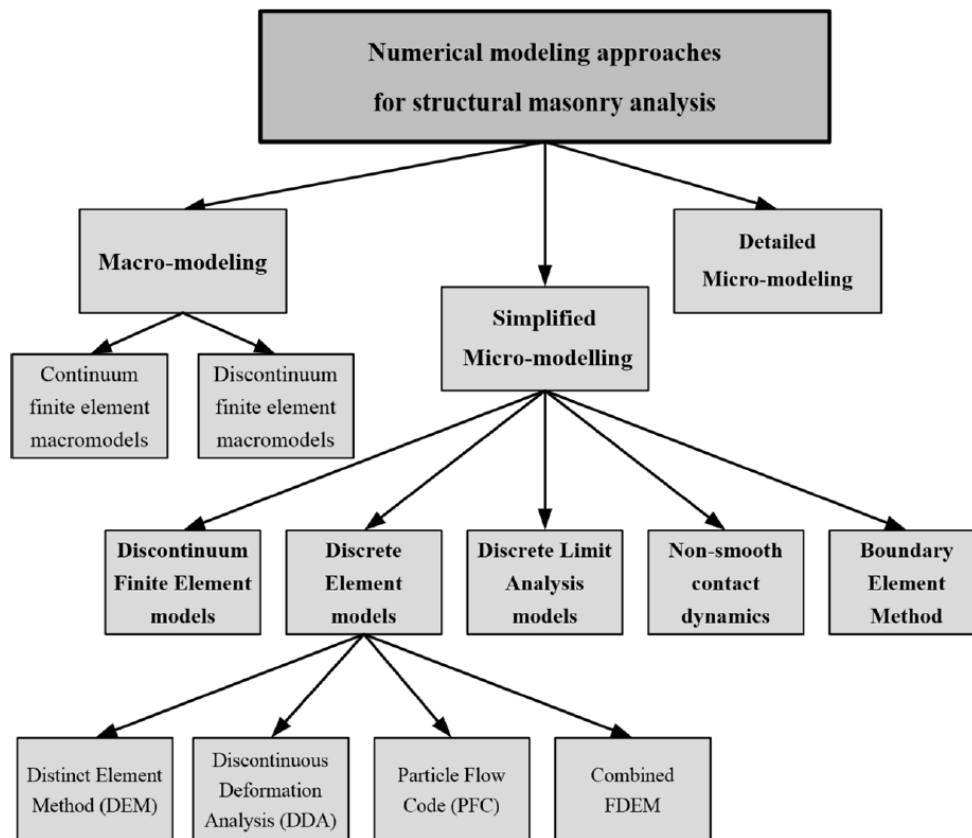 Numerical modeling approaches
for structural masonry analysis
Macro-modeling
Detailed
Micro-modeling
Simplified
Micro-modelling
Continuum
finite element
macromodels
Discontinuum
finite element
macromodels
Discontinuum
Finite Element
models
Discrete
Element
models
Discrete Limit
Analysis
models
Non-smooth
contact
dynamics
Boundary
Element
Method
Distinct Element
Method (DEM)
Discontinuous
Deformation
Analysis (DDA)
Particle Flow
Code (PFC)
Combined
FDEM